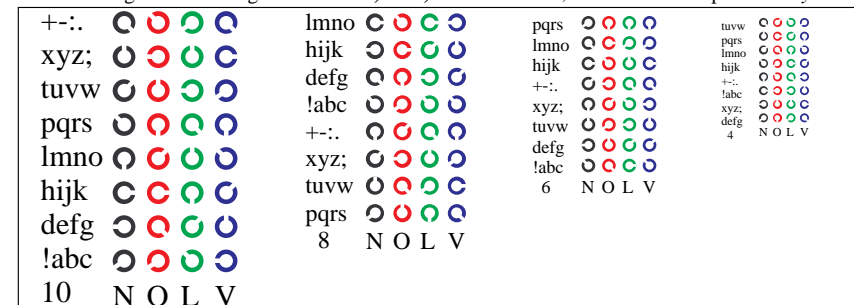 +-:.
xyz;
tuvw
pqrs
lmno
hijk
defg
!abc
10 N O L V
lmno
hijk
defg
!abc
+-:.
xyz;
tuvw
pqrs
8 N O L V
pqrs
lmno
hijk
+-:.
xyz;
tuvw
defg
!abc
6 N O L V
tuvw
pqrs
lmno
hijk
+-:.
!abc
xyz;
defg
4 N O L V